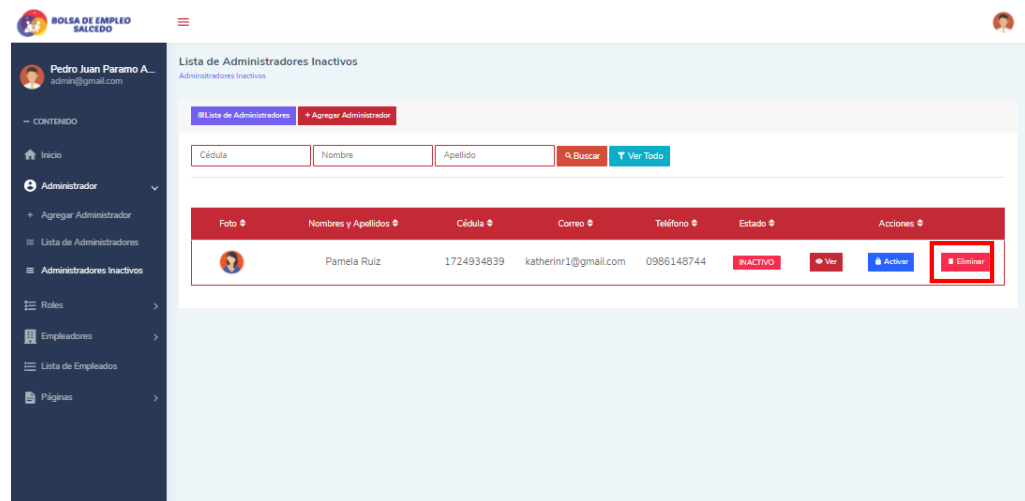 BOLSA DE EMPLEO
SALCEDO
Pedro Juan Paramo A...
admin@gmail.com
CONTENIDO
Inicio
Administrador
+ Agregar Administrador
Lista de Administradores
Administradores Inactivos
Roles
Empleadores
Lista de Empleados
Páginas
Lista de Administradores Inactivos
Adminsitradores Inactivos
Lista de Administradores + Agregar Administrador
Cédula Nombre Apellido Buscar Ver Todo
Foto Nombres y Apellidos Cédula Correo Teléfono Estado Acciones
Pamela Ruiz 1724934839 katherinr1@gmail.com 0986148744 INACTIVO Ver Activar Eliminar